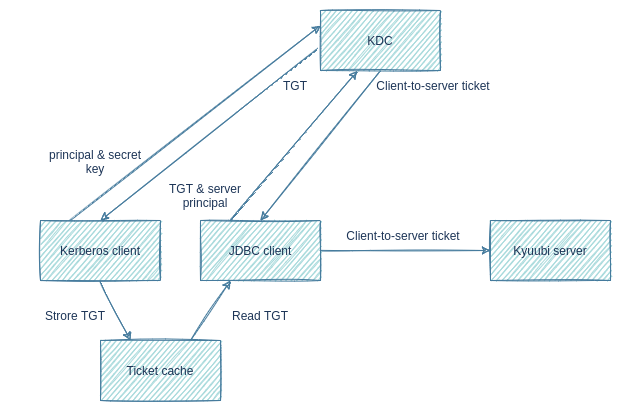 KDC
TGT
Client-to-server ticket
principal & secret
key
TGT & server
principal
Client-to-server ticket
Kerberos client
JDBC client
Kyuubi server
Strore TGT
Read TGT
Ticket cache